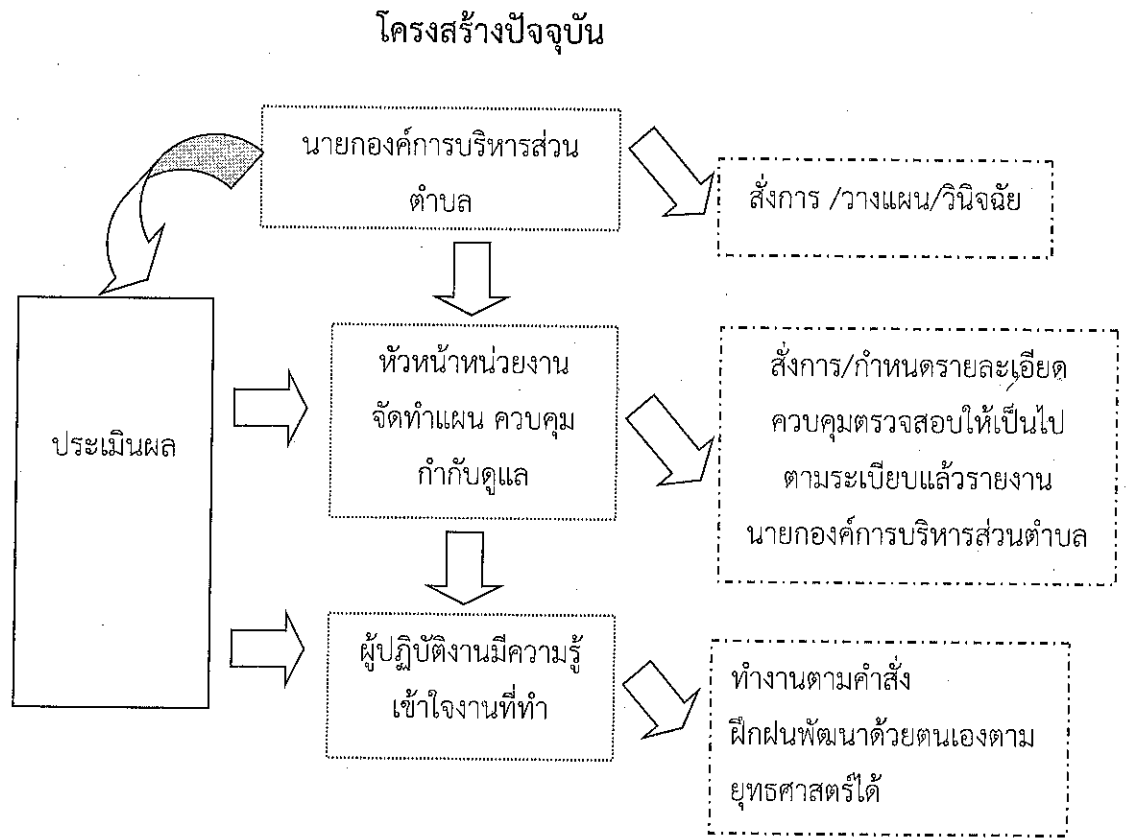 โครงสร้างปัจจุบัน
นายกองค์การบริหารส่วน
ตำบล
สั่งการ /วางแผน/วินิจฉัย
ประเมินผล
หัวหน้าหน่วยงาน
จัดทำแผน ควบคุม
กำกับดูแล
สั่งการ/กำหนดรายละเอียด
ควบคุมตรวจสอบให้เป็นไป
ตามระเบียบแล้วรายงาน
นายกองค์การบริหารส่วนตำบล
ผู้ปฏิบัติงานมีความรู้
เข้าใจงานที่ทำ
ทำงานตามคำสั่ง
ฝึกฝนพัฒนาด้วยตนเองตาม
ยุทธศาสตร์ได้